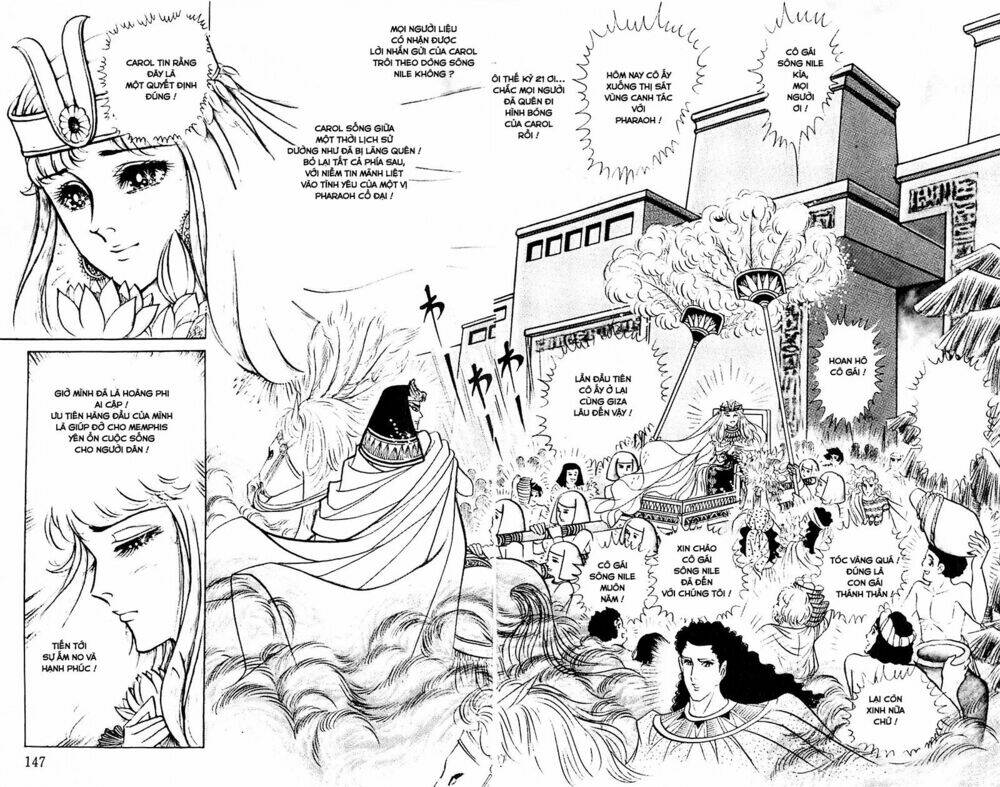 CÔ GÁI
SÔNG NILE
KÌA,
MỌI
NGƯỜI
ƠI !
HÔM NAY CÔ ẤY
XUỐNG THỊ SÁT
VÙNG CANH TÁC
VỚI
PHARAOH !
ÔI THẾ KỶ 21 ƠI...
CHẮC MỌI NGƯỜI
ĐÃ QUÊN ĐI
HÌNH BÓNG
CỦA CAROL
RỒI !
MỌI NGƯỜI LIỆU
CÓ NHẬN ĐƯỢC
LỜI NHẮN GỬI CỦA CAROL
TRÔI THEO DÒNG SÔNG
NILE KHÔNG ?
CAROL SỐNG GIỮA
MỘT THỜI LỊCH SỬ
DƯỜNG NHƯ ĐÃ BỊ LÃNG QUÊN !
BỎ LẠI TẤT CẢ PHÍA SAU,
VỚI NIỀM TIN MÃNH LIỆT
VÀO TÌNH YÊU CỦA MỘT VỊ
PHARAOH CỔ ĐẠI !
CAROL TIN RẰNG
ĐÂY LÀ
MỘT QUYẾT ĐỊNH
ĐÚNG !
HOAN HÔ
CÔ GÁI !
LẦN ĐẦU TIÊN
CÔ ẤY Ở LẠI
CÙNG GIZA
LÂU ĐẾN VẬY !
わ
わ
わ
TÓC VÀNG QUÁ !
ĐÚNG LÀ
CON GÁI
THÁNH THẦN !
XIN CHÀO
CÔ GÁI
SÔNG NILE
ĐÃ ĐẾN
VỚI CHÚNG TÔI !
CÔ GÁI
SÔNG NILE
MUÔN
NĂM !
LẠI CÒN
XINH NỮA
CHỨ !
GIỜ MÌNH ĐÃ LÀ HOÀNG PHI
AI CẬP !
ƯU TIÊN HÀNG ĐẦU CỦA MÌNH
LÀ GIÚP ĐỠ CHO MEMPHIS
YÊN ỔN CUỘC SỐNG
CHO NGƯỜI DÂN !
TIẾN TỚI
SỰ ẤM NO VÀ
HẠNH PHÚC !
147